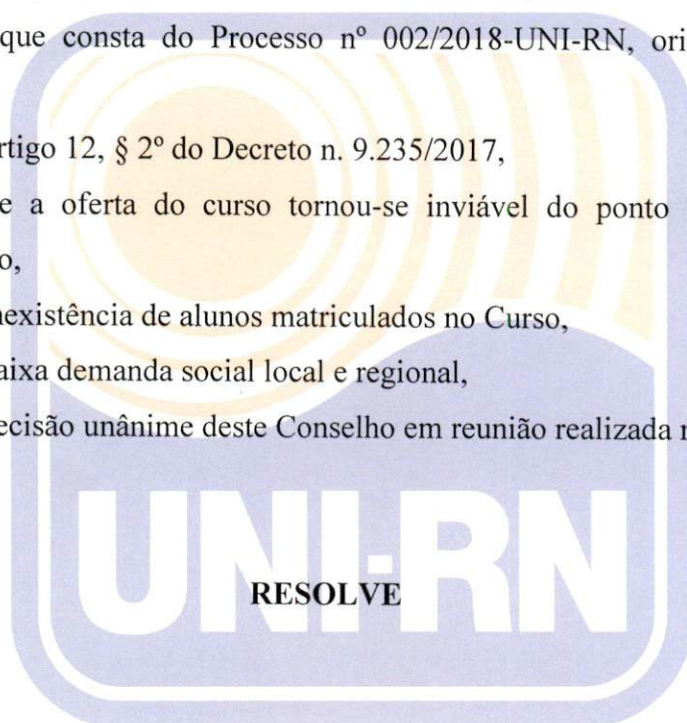 que consta do Processo nº 002/2018-UNI-RN, ori
rtigo 12, § 2º do Decreto n. 9.235/2017,
e a oferta do curso tornou-se inviável do ponto
o,
nexistência de alunos matriculados no Curso,
aixa demanda social local e regional,
ecisão unânime deste Conselho em reunião realizada
UNI-RN
RESOLVE